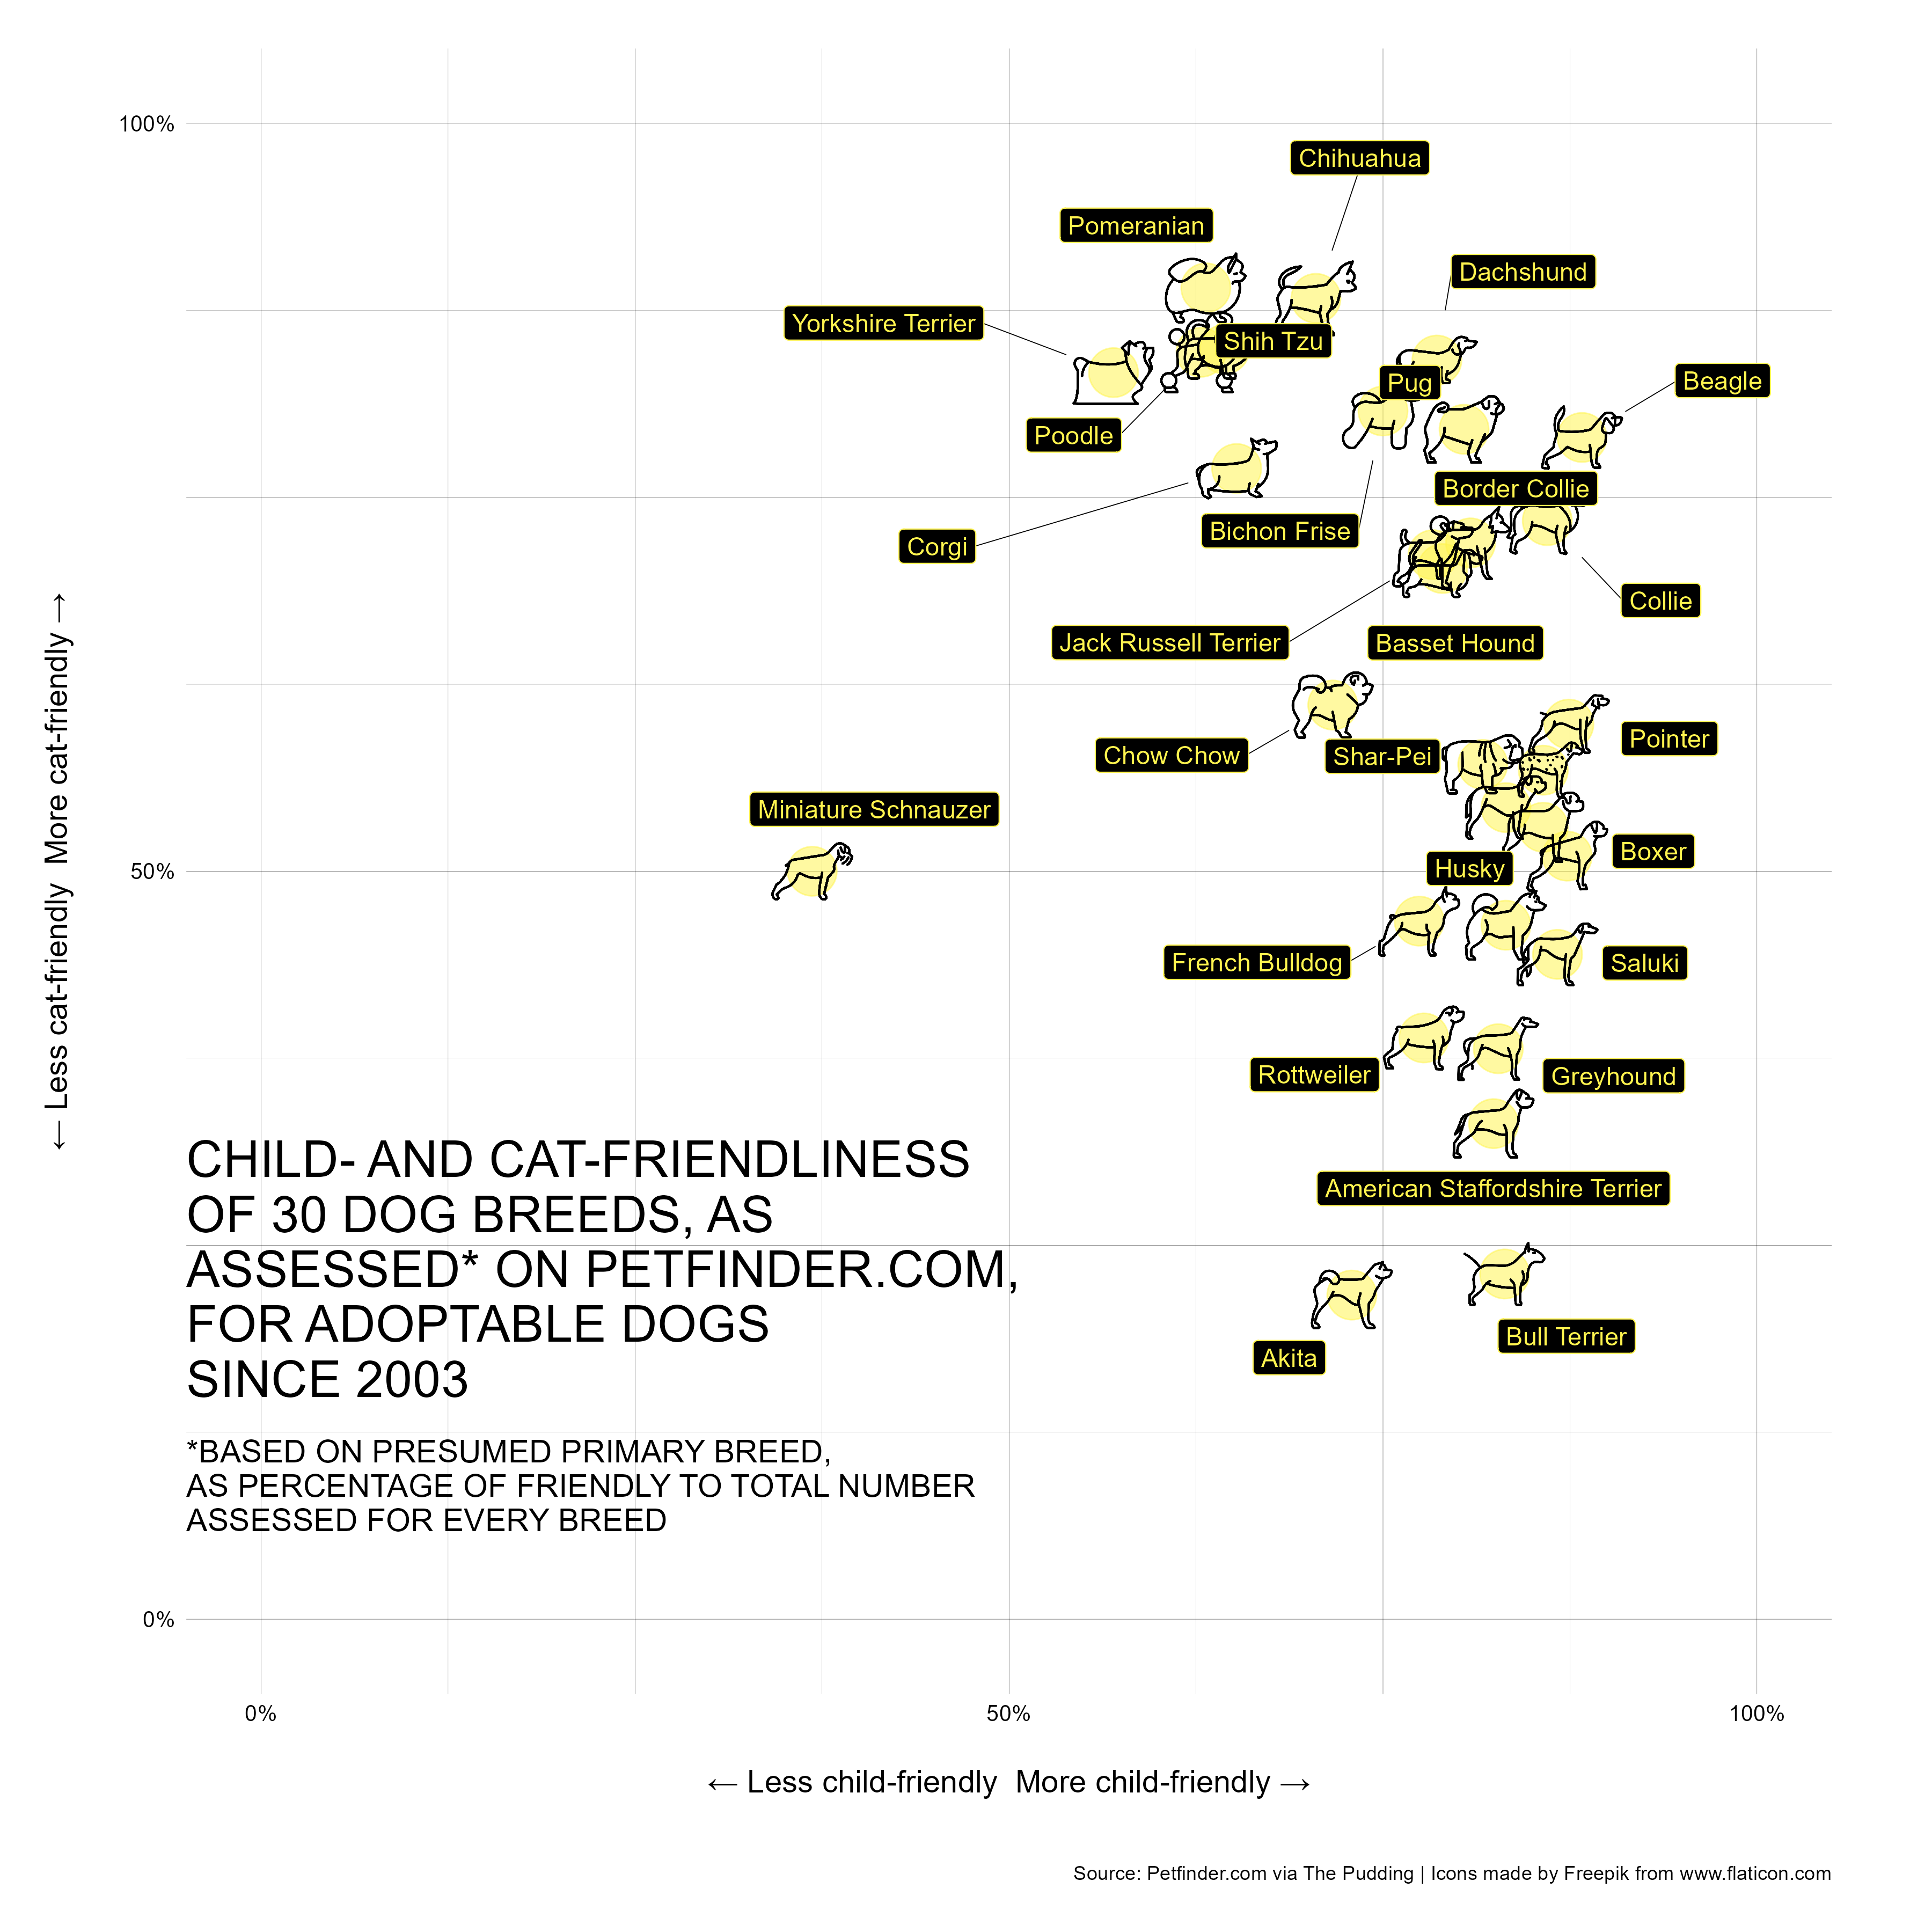 100%
Chihuahua
Pomeranian
Dachshund
Yorkshire Terrier
Shih Tzu
Pug
Beagle
Poodle
Border Collie
Bichon Frise
Corgi
Collie
Jack Russell Terrier
Basset Hound
Pointer
Chow Chow
Shar-Pei
Miniature Schnauzer
Boxer
Husky
50%
French Bulldog
Saluki
Rottweiler
Greyhound
American Staffordshire Terrier
Bull Terrier
Akita
← Less cat-friendly  More cat-friendly →
CHILD- AND CAT-FRIENDLINESS
OF 30 DOG BREEDS, AS
ASSESSED* ON PETFINDER.COM,
FOR ADOPTABLE DOGS
SINCE 2003
*BASED ON PRESUMED PRIMARY BREED,
AS PERCENTAGE OF FRIENDLY TO TOTAL NUMBER
ASSESSED FOR EVERY BREED
0%
0%
50%
100%
← Less child-friendly  More child-friendly →
Source: Petfinder.com via The Pudding | Icons made by Freepik from www.flaticon.com